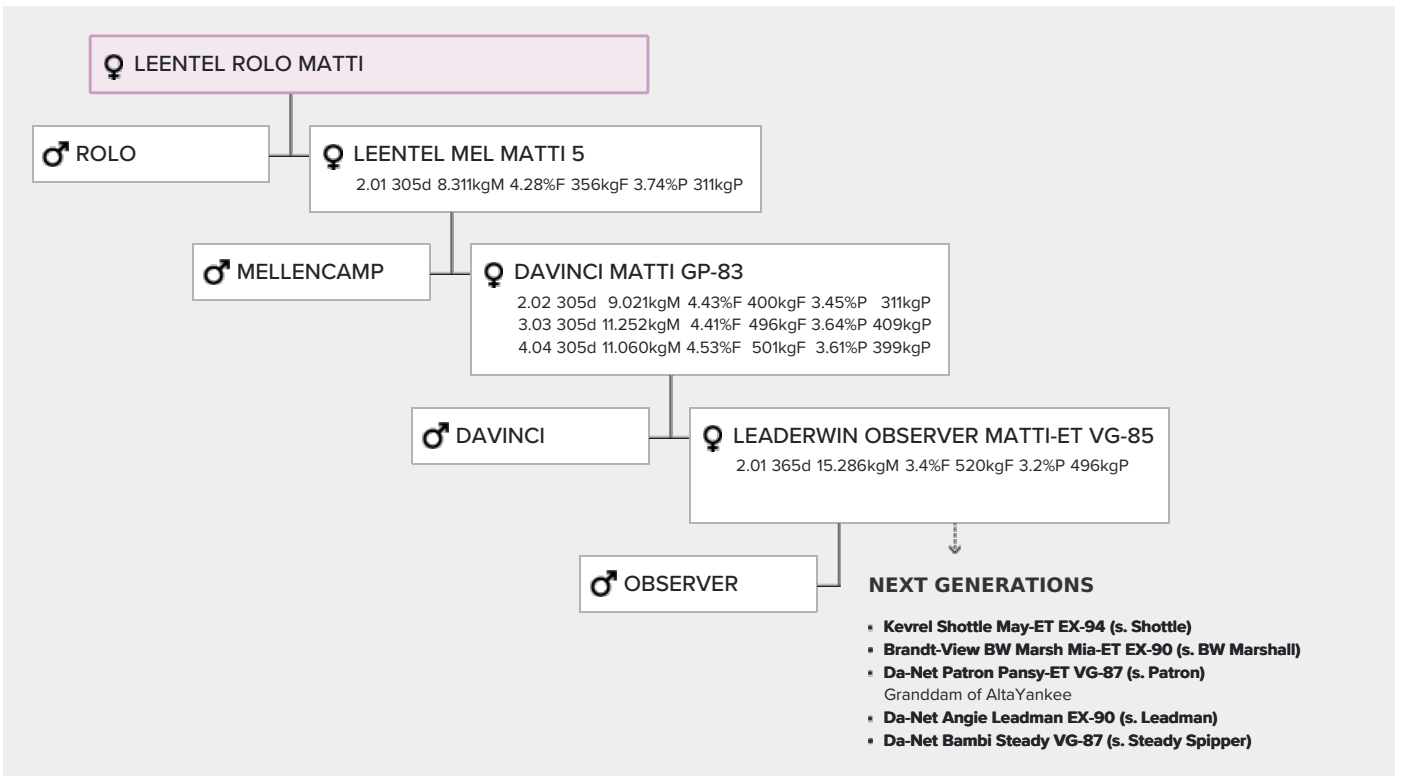 LEENTEL ROLO MATTI
ROLO
LEENTEL MEL MATTI 5
2.01 305d 8.311kgM 4.28%F 356kgF 3.74%P 311kgP
MELLENCAMP
DAVINCI MATTI GP-83
2.02 305d 9.021kgM 4.43%F 400kgF 3.45%P 311kgP
3.03 305d 11.252kgM 4.41%F 496kgF 3.64%P 409kgP
4.04 305d 11.060kgM 4.53%F 501kgF 3.61%P 399kgP
DAVINCI
LEADERWIN OBSERVER MATTI-ET VG-85
2.01 365d 15.286kgM 3.4%F 520kgF 3.2%P 496kgP
OBSERVER
NEXT GENERATIONS
Kevrel Shottle May-ET EX-94 (s. Shottle)
Brandt-View BW Marsh Mia-ET EX-90 (s. BW Marshall)
Da-Net Patron Pansy-ET VG-87 (s. Patron)
Granddam of AltaYankee
Da-Net Angie Leadman EX-90 (s. Leadman)
Da-Net Bambi Steady VG-87 (s. Steady Spipper)